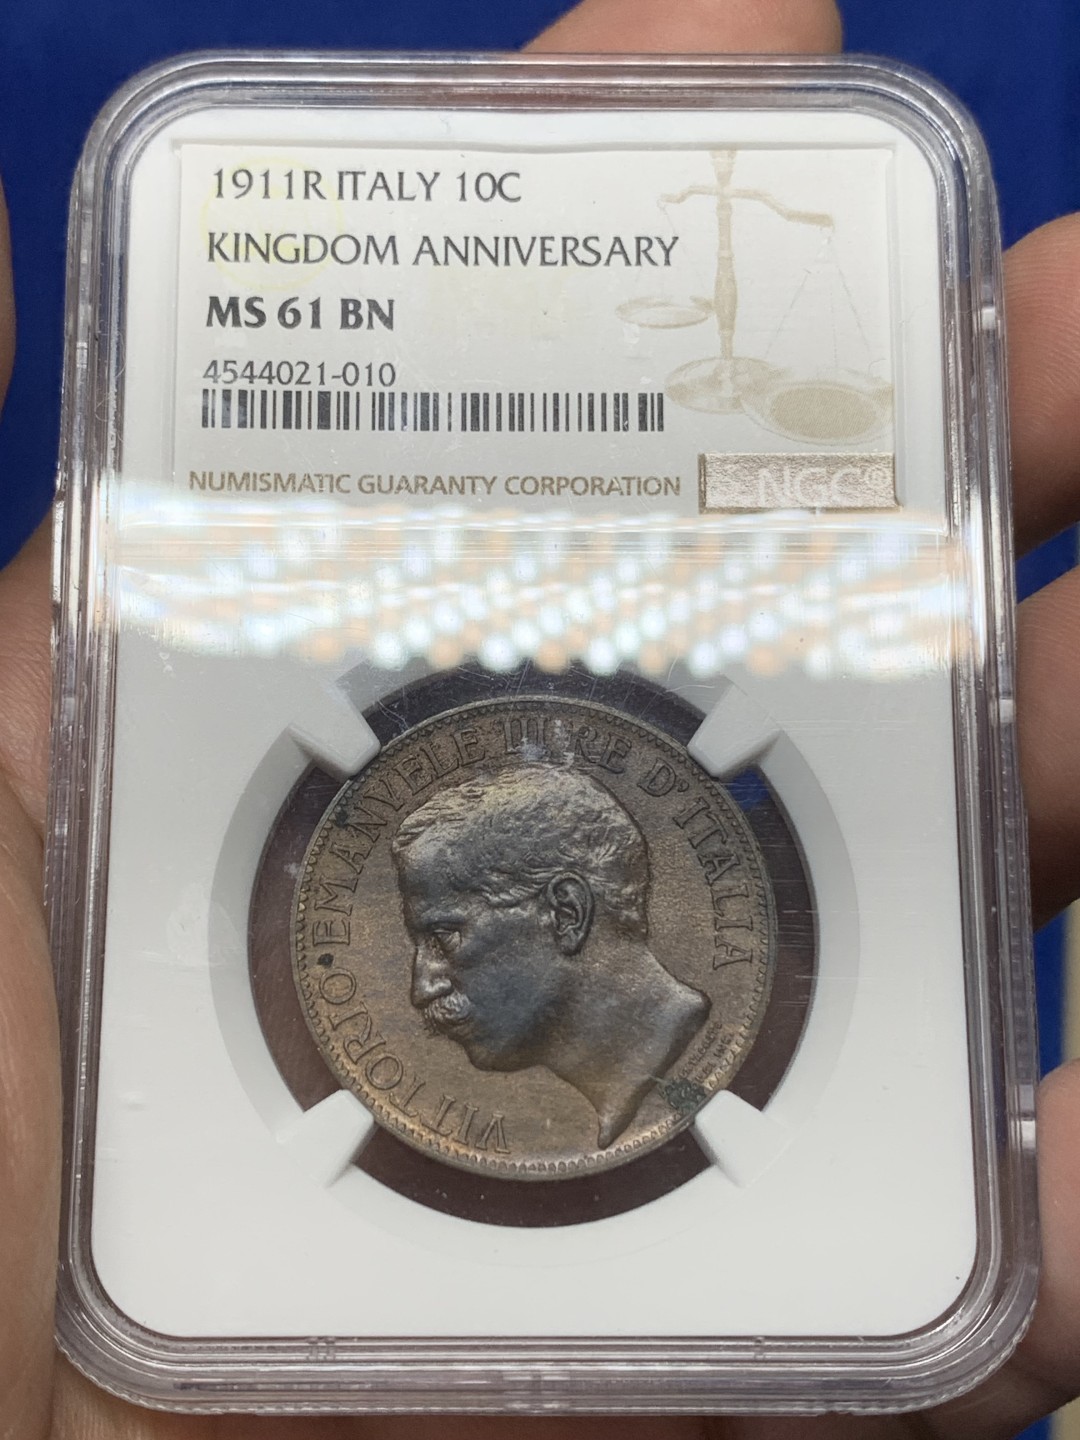 1911R ITALY 10C
KINGDOM ANNIVERSARY
MS 61 BN
4544021-010
NUMISMATIC GUARANTY CORPORATION
NGC®
VITTORIO·EMANVELE III RE D'ITALIA